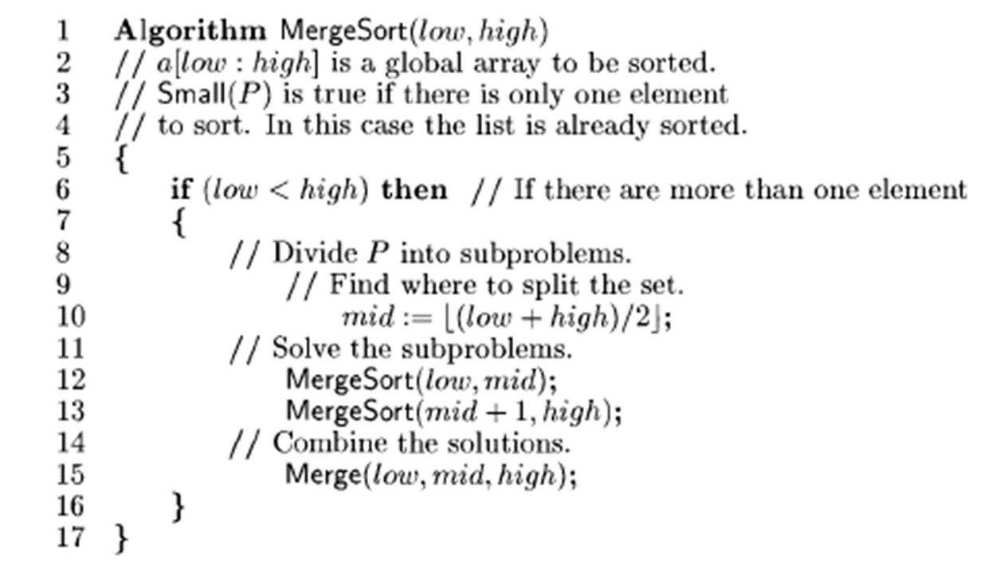 1 Algorithm MergeSort(low, high)
2 // a[low : high] is a global array to be sorted.
3 // Small(P) is true if there is only one element
4 // to sort. In this case the list is already sorted.
5 {
6 if (low < high) then // If there are more than one element
7 {
8 // Divide P into subproblems.
9 // Find where to split the set.
10 mid := ⌊(low + high)/2⌋;
11 // Solve the subproblems.
12 MergeSort(low, mid);
13 MergeSort(mid + 1, high);
14 // Combine the solutions.
15 Merge(low, mid, high);
16 }
17 }